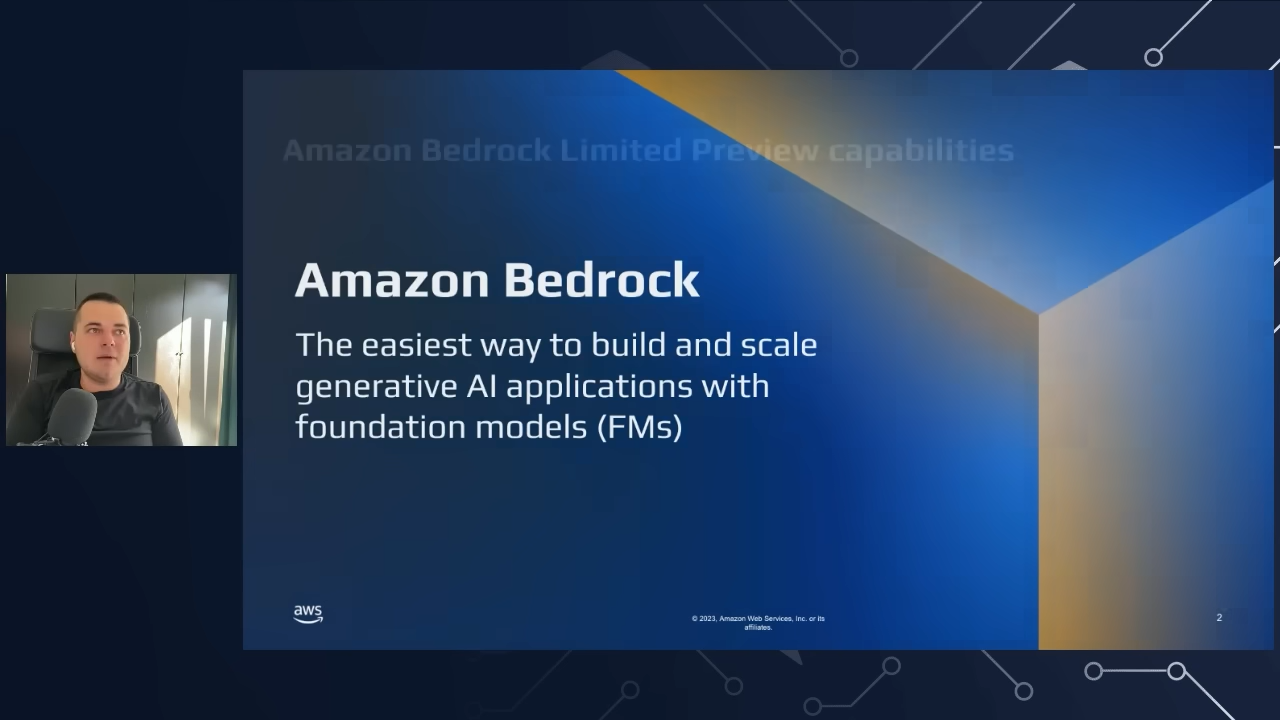 Amazon Bedrock Limited Preview capabilities
Amazon Bedrock
The easiest way to build and scale
generative AI applications with
foundation models (FMs)
aws
© 2023, Amazon Web Services, Inc. or its
affiliates.
2